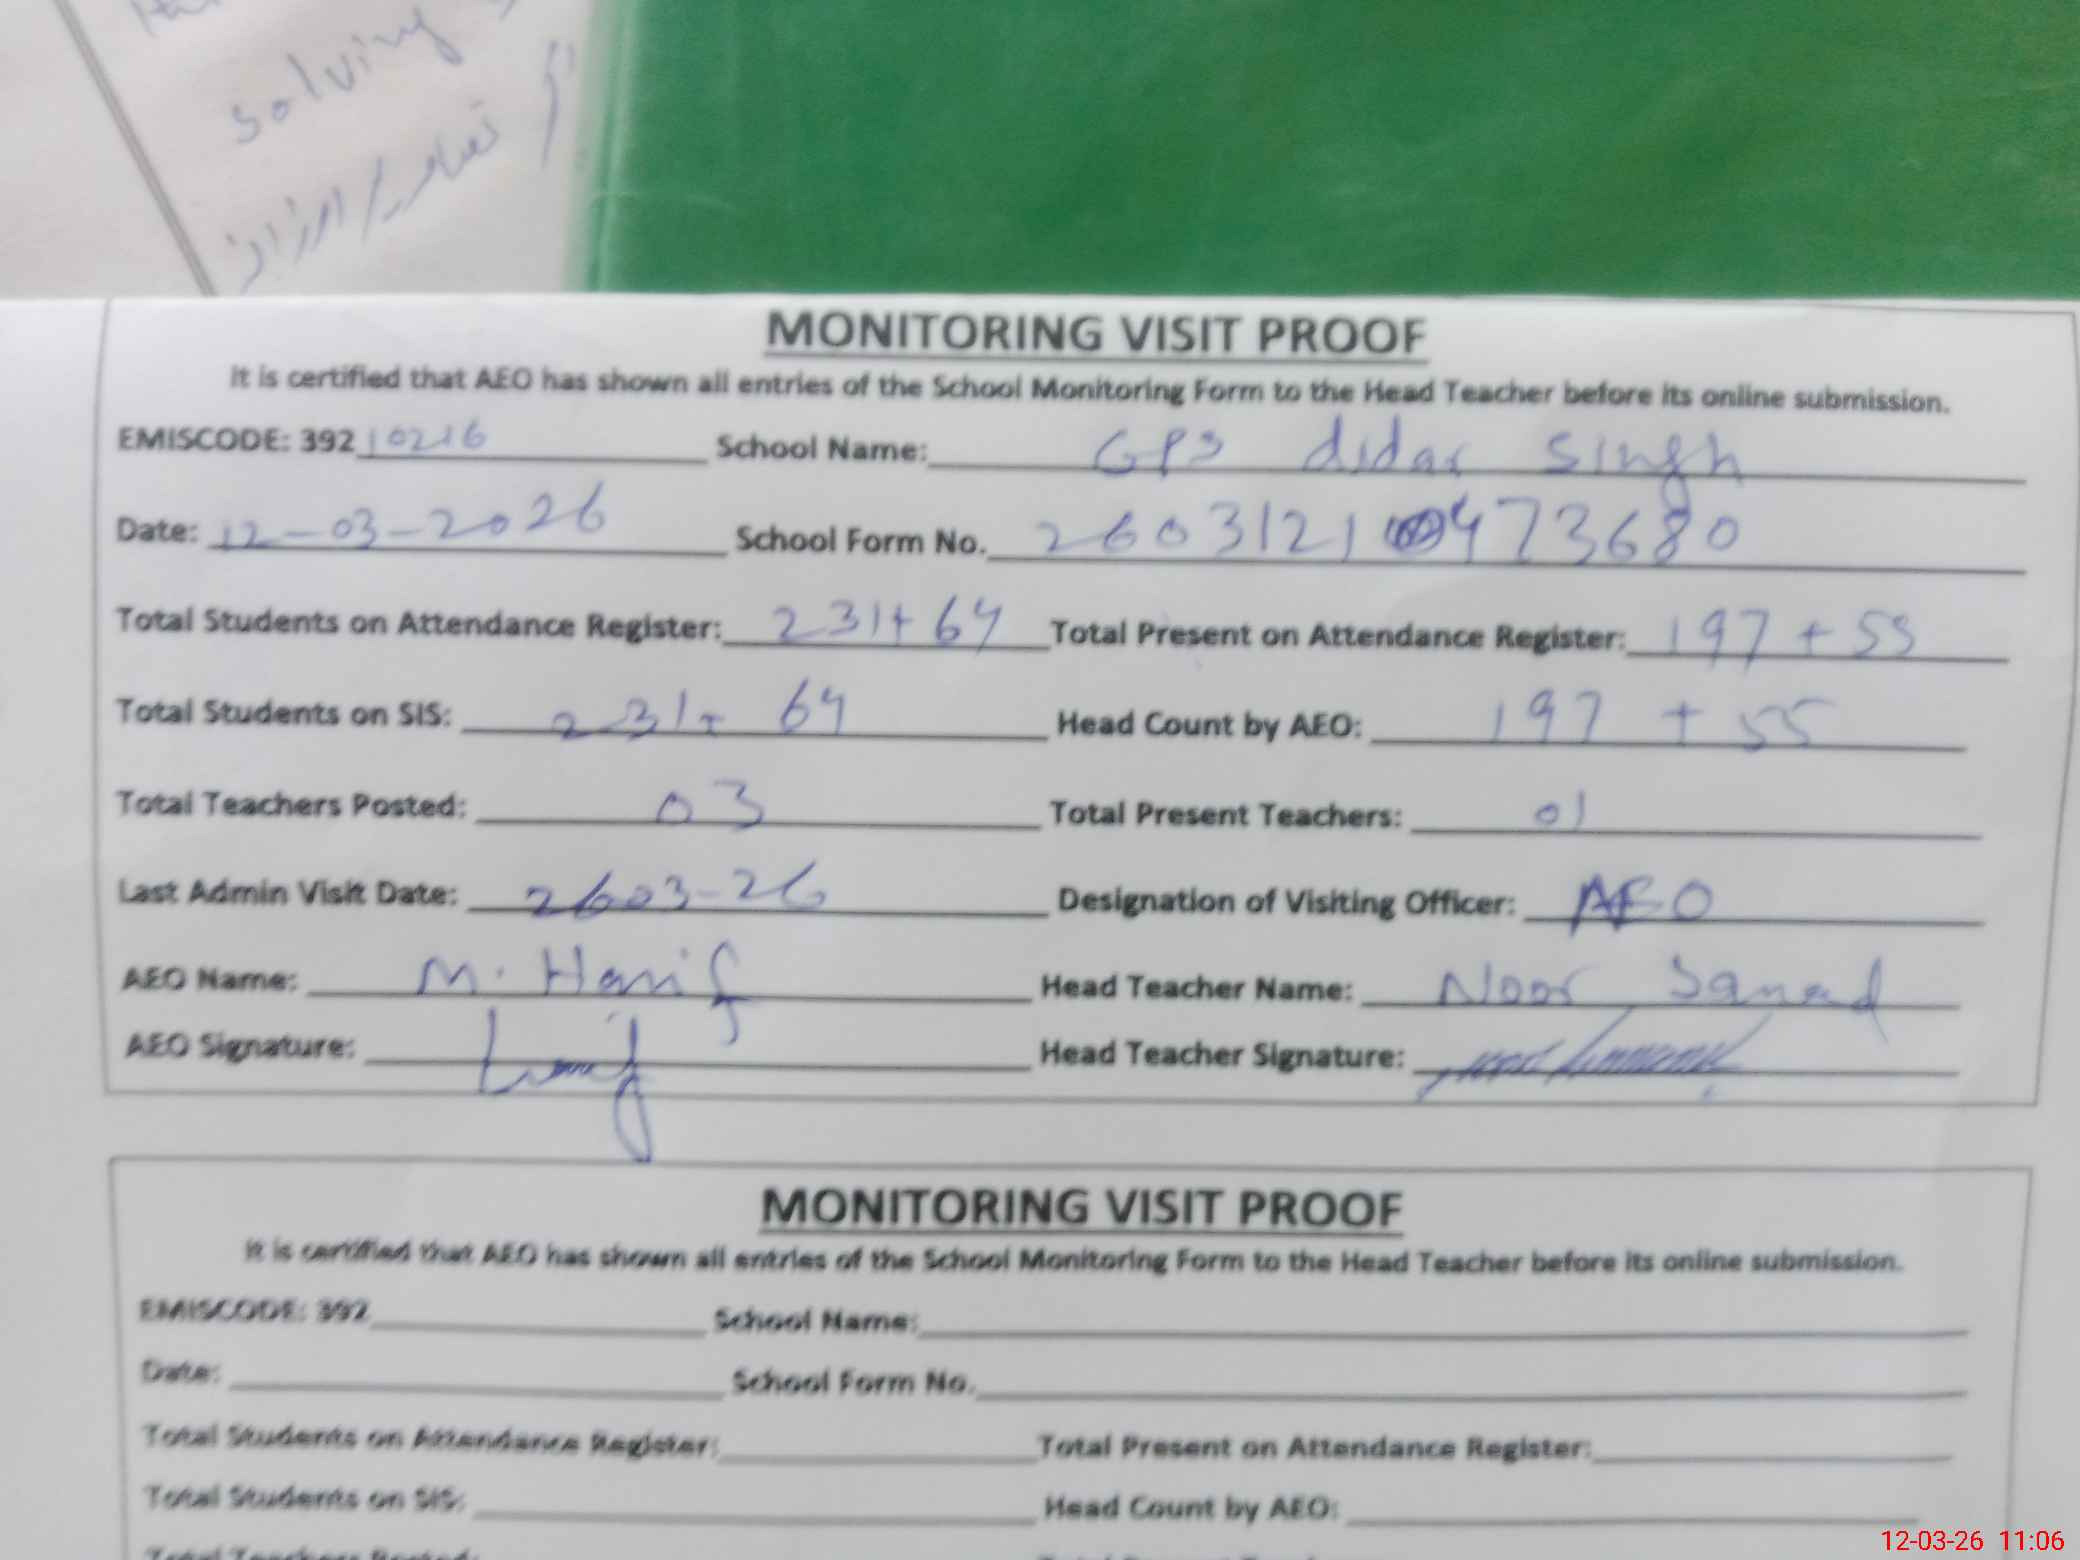 solving
MONITORING VISIT PROOF
It is certified that AEO has shown all entries of the School Monitoring Form to the Head Teacher before its online submission.
EMISCODE: 39210216 School Name: GPS didar Singh
Date: 12-03-2026 School Form No. 2603121 473680
Total Students on Attendance Register: 231+64 Total Present on Attendance Register: 197+55
Total Students on SIS: 231+ 64 Head Count by AEO: 197 + 55
Total Teachers Posted: 03 Total Present Teachers: 01
Last Admin Visit Date: 2603-26 Designation of Visiting Officer: AEO
AEO Name: M. Hanif Head Teacher Name: Noor Samad
AEO Signature: Head Teacher Signature:
MONITORING VISIT PROOF
It is certified that AEO has shown all entries of the School Monitoring Form to the Head Teacher before its online submission.
EMISCODE: 392 School Name:
Date: School Form No.
Total Students on Attendance Register: Total Present on Attendance Register:
Total Students on SIS: Head Count by AEO:
12-03-26 11:06